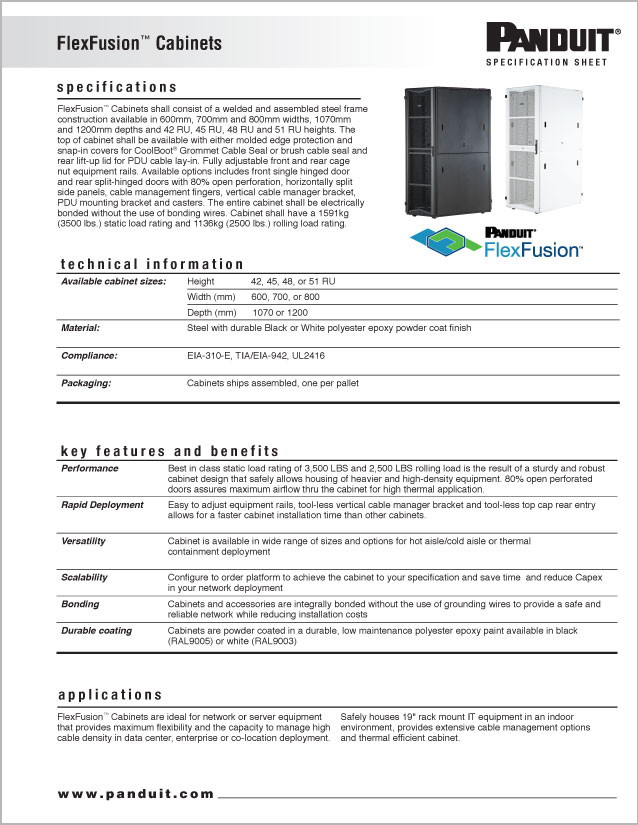 FlexFusion™ Cabinets
PANDUIT®
SPECIFICATION SHEET
specifications
FlexFusion™ Cabinets shall consist of a welded and assembled steel frame
construction available in 600mm, 700mm and 800mm widths, 1070mm
and 1200mm depths and 42 RU, 45 RU, 48 RU and 51 RU heights. The
top of cabinet shall be available with either molded edge protection and
snap-in covers for CoolBoot® Grommet Cable Seal or brush cable seal and
rear lift-up lid for PDU cable lay-in. Fully adjustable front and rear cage
nut equipment rails. Available options includes front single hinged door
and rear split-hinged doors with 80% open perforation, horizontally split
side panels, cable management fingers, vertical cable manager bracket,
PDU mounting bracket and casters. The entire cabinet shall be electrically
bonded without the use of bonding wires. Cabinet shall have a 1591kg
(3500 lbs.) static load rating and 1136kg (2500 lbs.) rolling load rating.
PANDUIT®
FlexFusion™
technical information
Available cabinet sizes: Height 42, 45, 48, or 51 RU
Width (mm) 600, 700, or 800
Depth (mm) 1070 or 1200
Material: Steel with durable Black or White polyester epoxy powder coat finish
Compliance: EIA-310-E, TIA/EIA-942, UL2416
Packaging: Cabinets ships assembled, one per pallet
key features and benefits
Performance Best in class static load rating of 3,500 LBS and 2,500 LBS rolling load is the result of a sturdy and robust
cabinet design that safely allows housing of heavier and high-density equipment. 80% open perforated
doors assures maximum airflow thru the cabinet for high thermal application.
Rapid Deployment Easy to adjust equipment rails, tool-less vertical cable manager bracket and tool-less top cap rear entry
allows for a faster cabinet installation time than other cabinets.
Versatility Cabinet is available in wide range of sizes and options for hot aisle/cold aisle or thermal
containment deployment
Scalability Configure to order platform to achieve the cabinet to your specification and save time and reduce Capex
in your network deployment
Bonding Cabinets and accessories are integrally bonded without the use of grounding wires to provide a safe and
reliable network while reducing installation costs
Durable coating Cabinets are powder coated in a durable, low maintenance polyester epoxy paint available in black
(RAL9005) or white (RAL9003)
applications
FlexFusion™ Cabinets are ideal for network or server equipment
that provides maximum flexibility and the capacity to manage high
cable density in data center, enterprise or co-location deployment.
Safely houses 19" rack mount IT equipment in an indoor
environment, provides extensive cable management options
and thermal efficient cabinet.
www.panduit.com